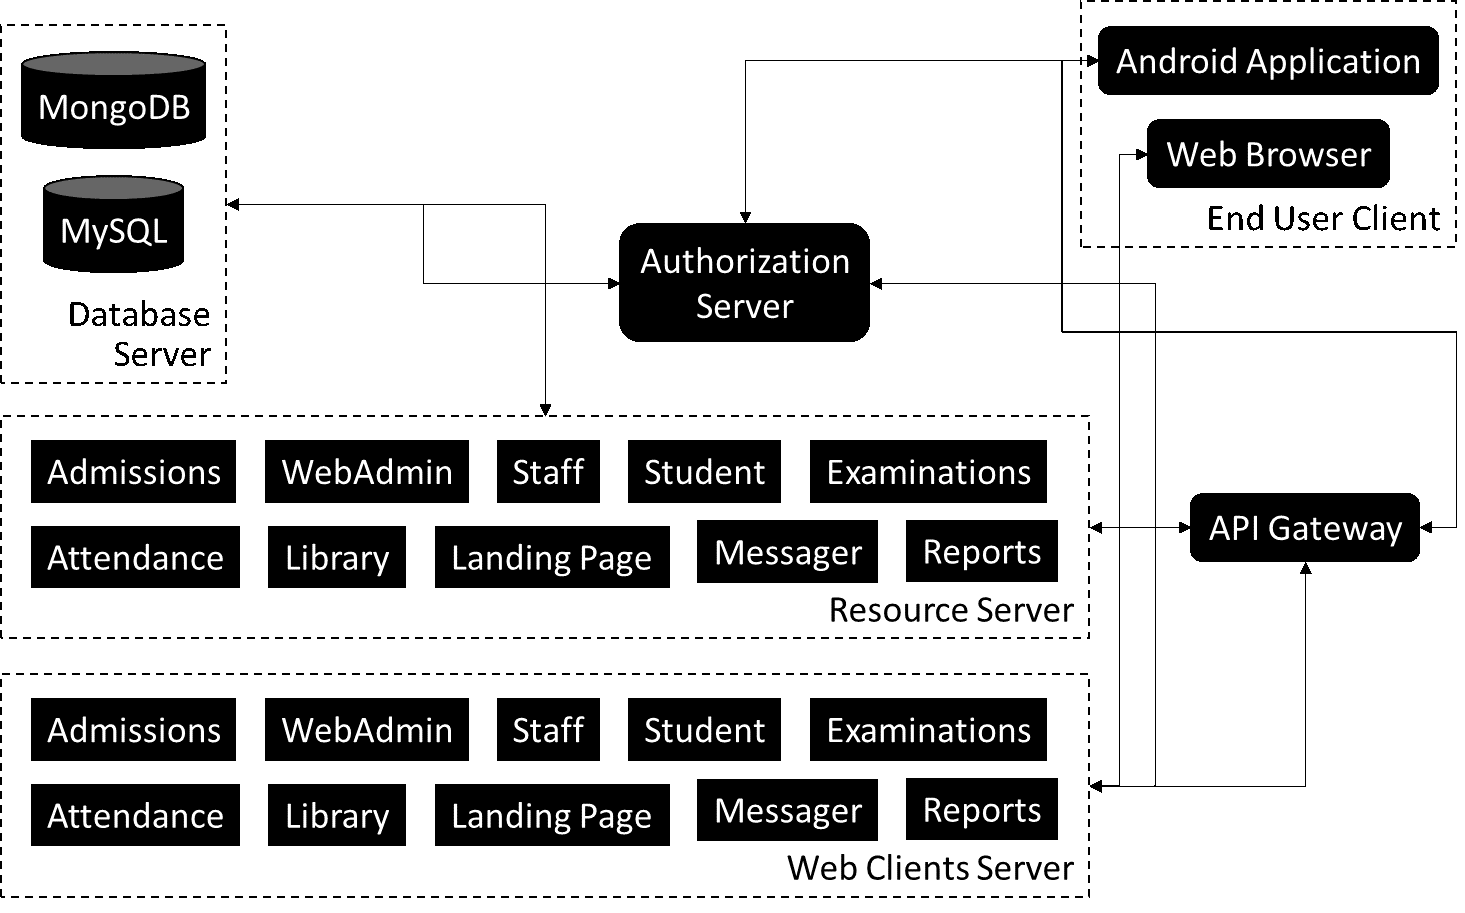 MongoDB
MySQL
Database
Server
Android Application
Web Browser
End User Client
Authorization
Server
Admissions
WebAdmin
Staff
Student
Examinations
Attendance
Library
Landing Page
Messager
Reports
Resource Server
API Gateway
Admissions
WebAdmin
Staff
Student
Examinations
Attendance
Library
Landing Page
Messager
Reports
Web Clients Server